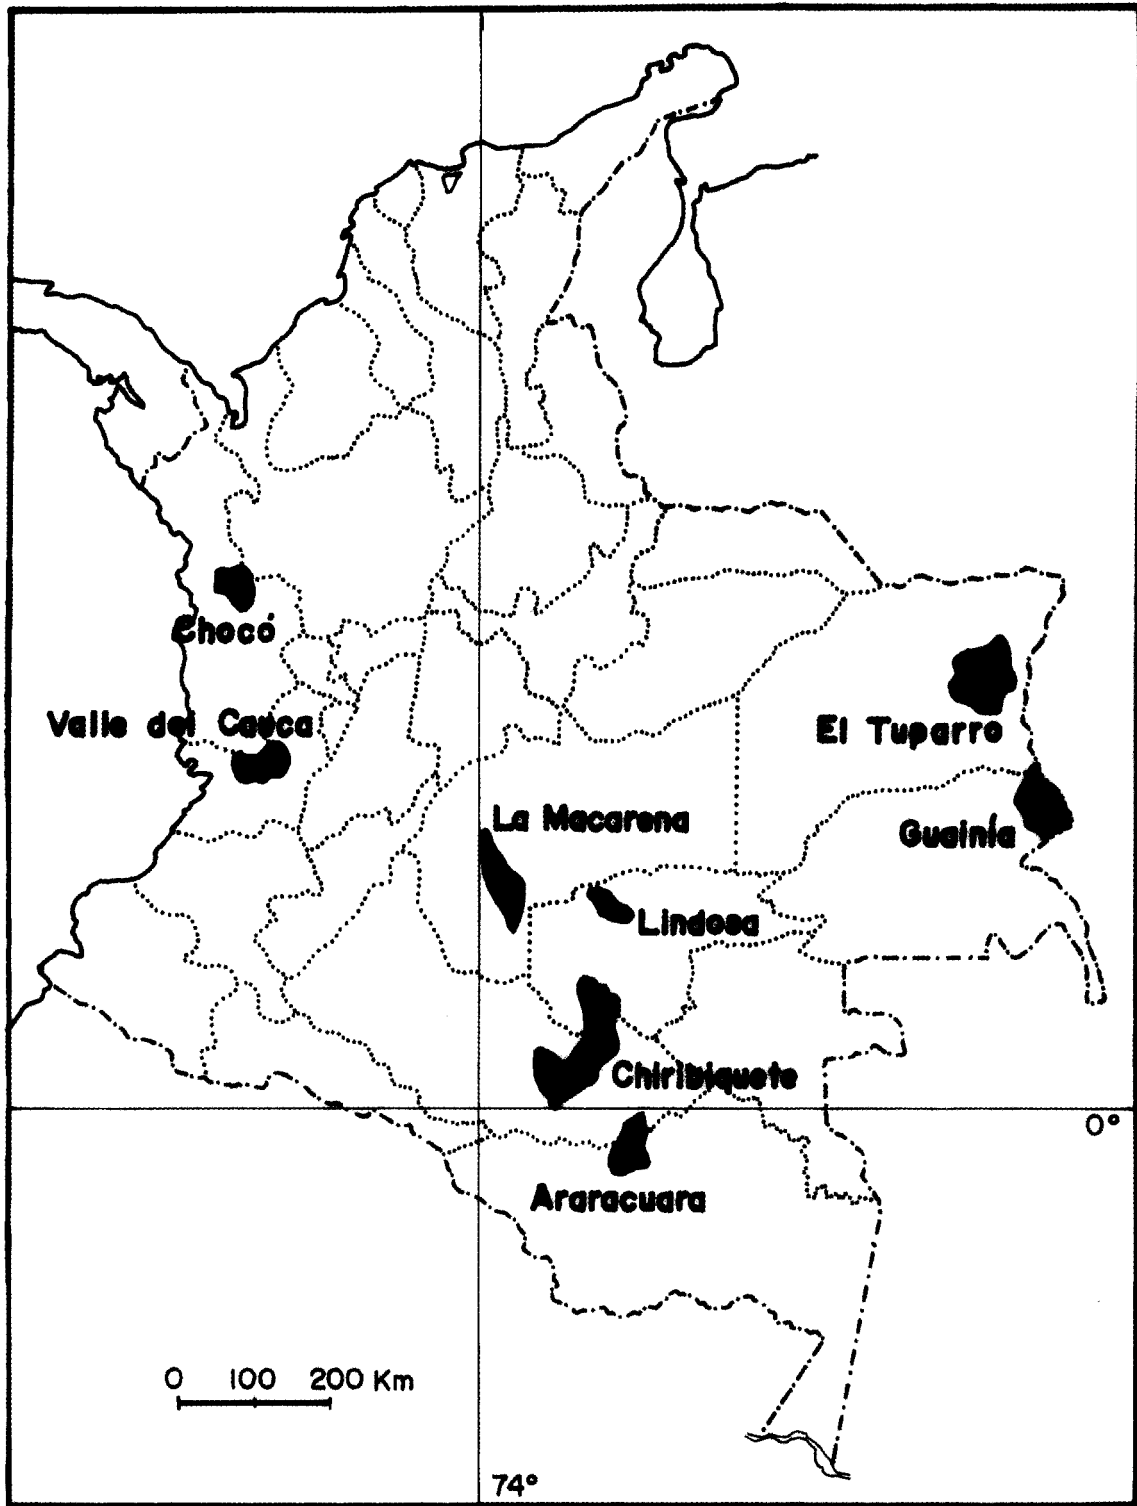 Chocó
Valle del Cauca
El Tuparro
La Macarena
Guainía
Lindosa
Chiribiquete
0°
Araracuara
0 100 200 Km
74°